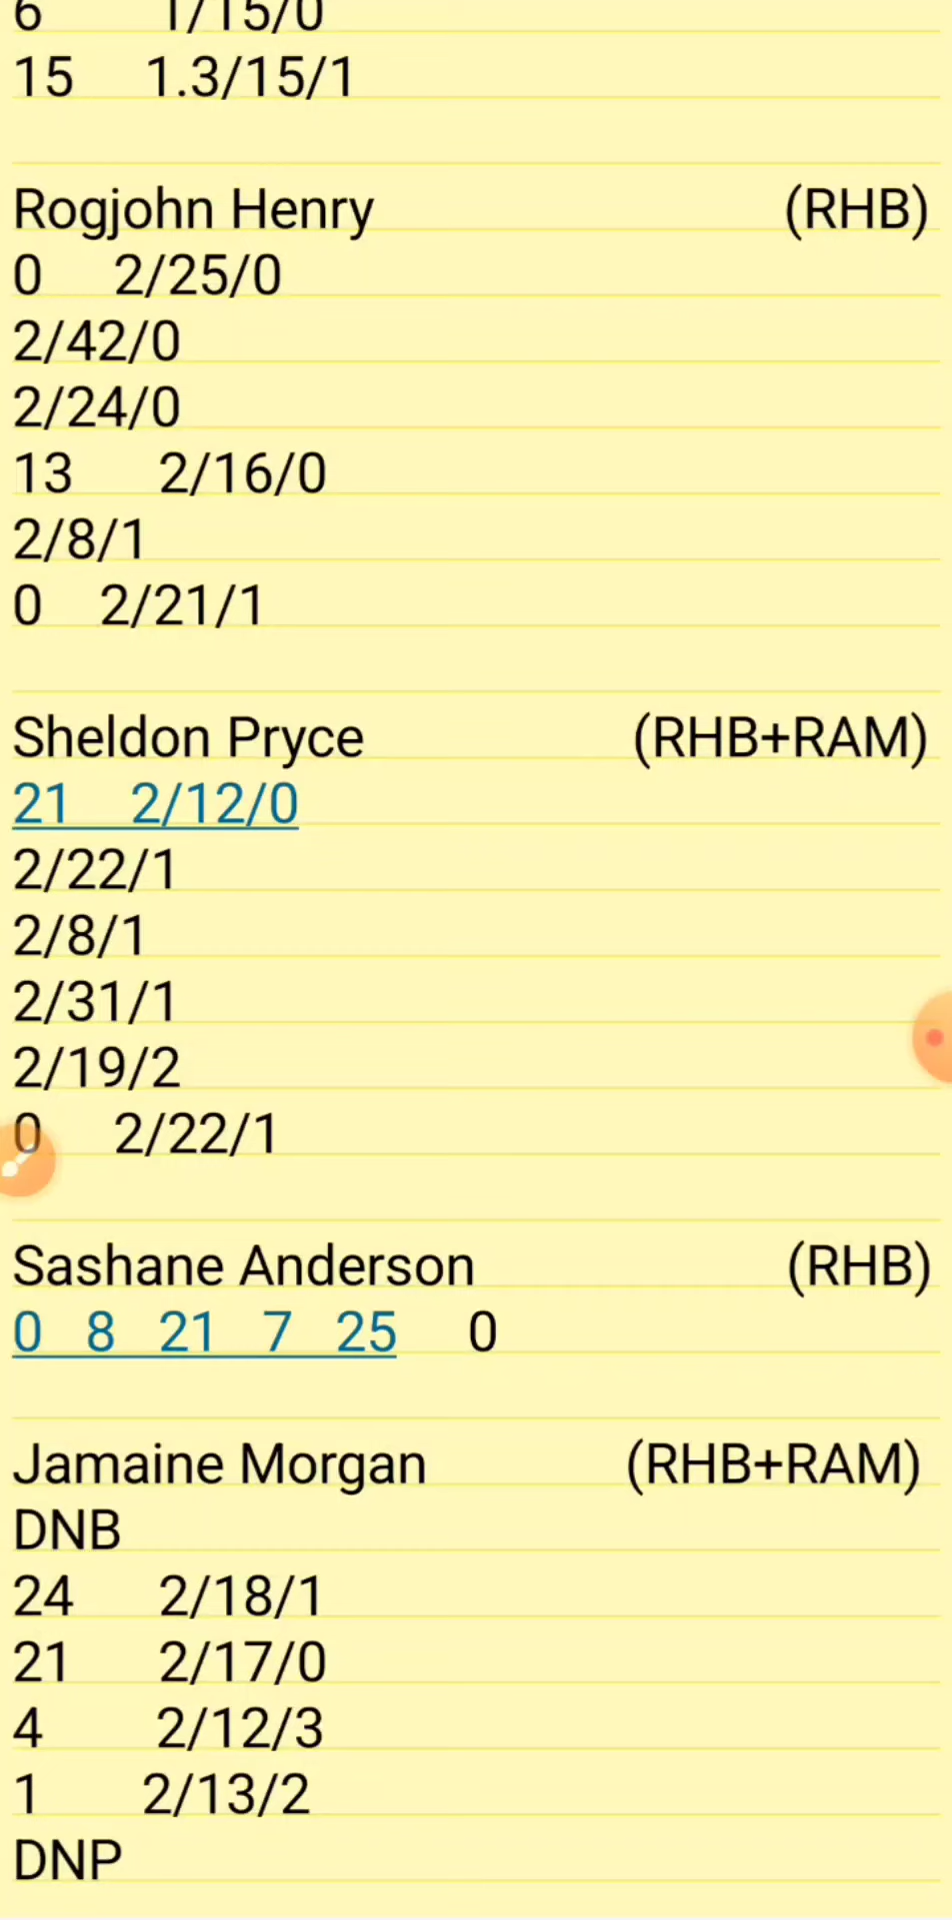 6 1/15/0
15 1.3/15/1
Rogjohn Henry (RHB)
0 2/25/0
2/42/0
2/24/0
13 2/16/0
2/8/1
0 2/21/1
Sheldon Pryce (RHB+RAM)
21 2/12/0
2/22/1
2/8/1
2/31/1
2/19/2
0 2/22/1
Sashane Anderson (RHB)
0 8 21 7 25 0
Jamaine Morgan (RHB+RAM)
DNB
24 2/18/1
21 2/17/0
4 2/12/3
1 2/13/2
DNP